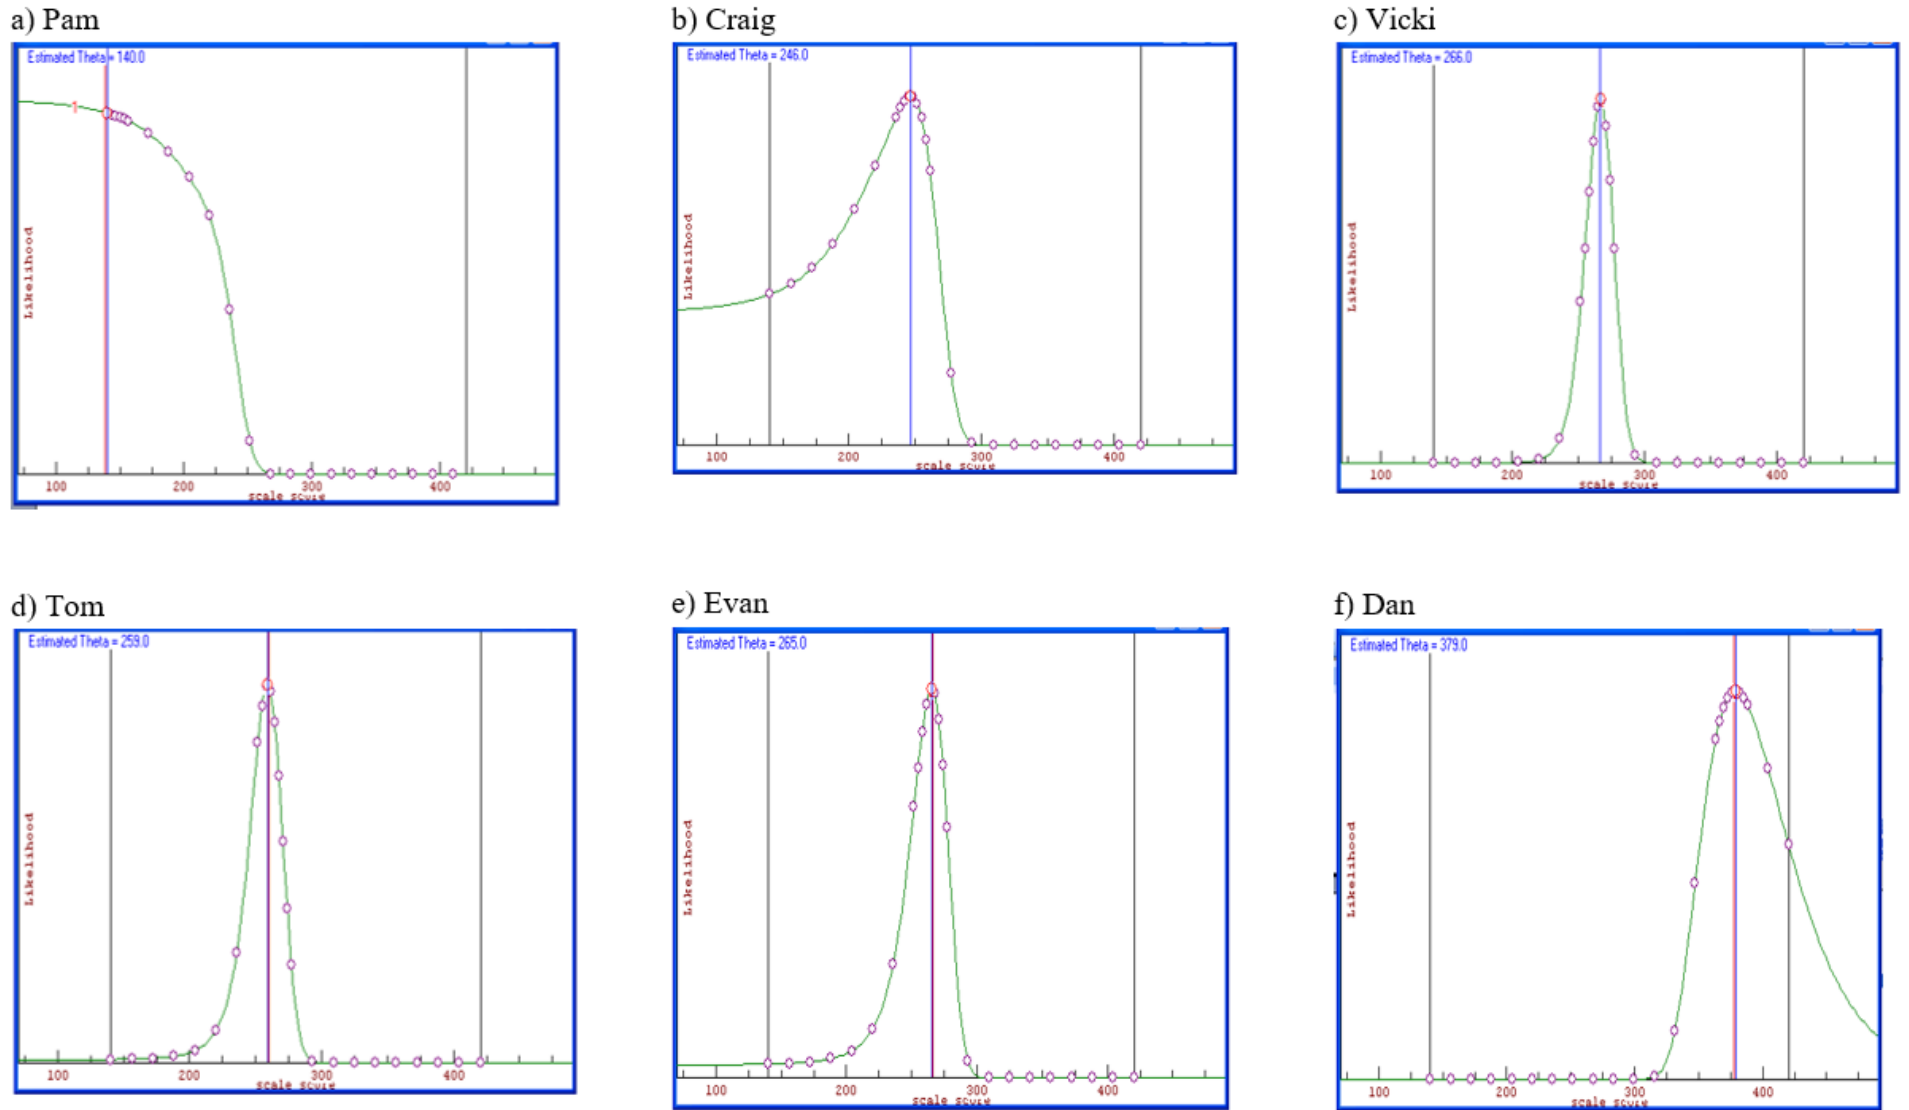 a) Pam
b) Craig
c) Vicki
Estimated Theta = 140.0
Estimated Theta = 246.0
Estimated Theta = 266.0
1
Likelihood
Likelihood
Likelihood
100 200 300 400
scale score
100 200 300 400
scale score
100 200 300 400
scale score
d) Tom
e) Evan
f) Dan
Estimated Theta = 259.0
Estimated Theta = 265.0
Estimated Theta = 379.0
Likelihood
Likelihood
Likelihood
100 200 300 400
scale score
100 200 300 400
scale score
100 200 300 400
scale score